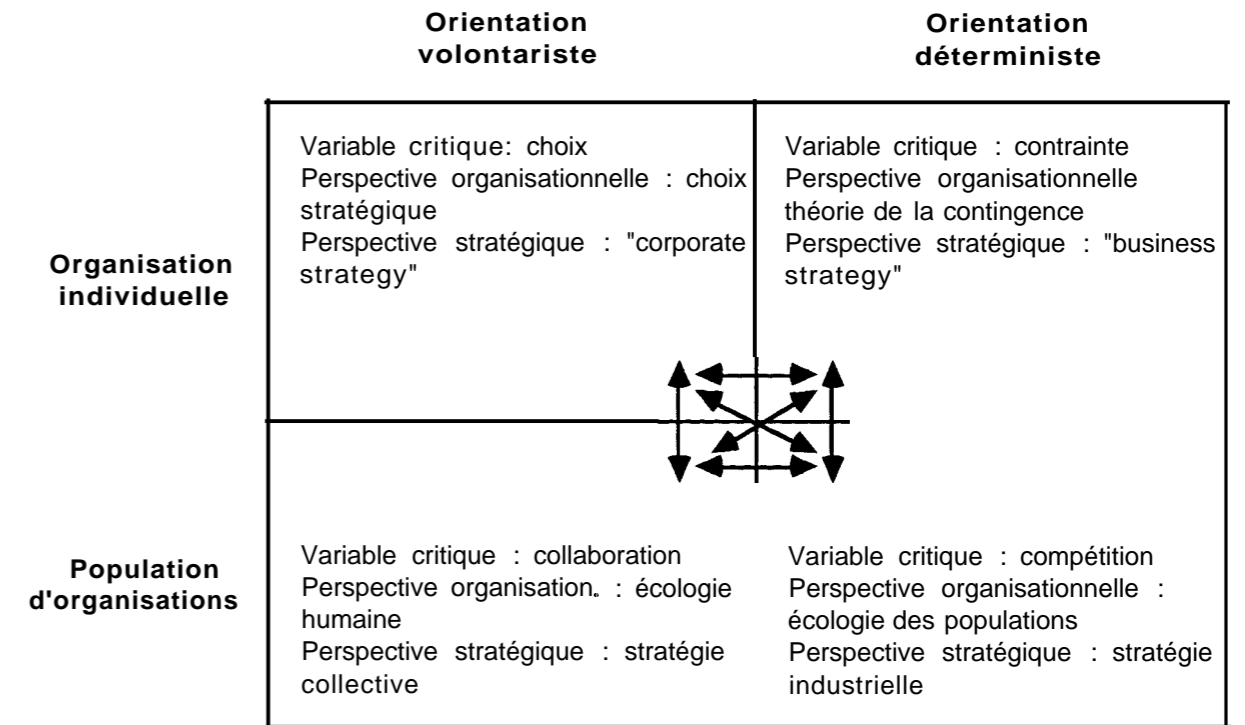 Orientation
volontariste
Orientation
déterministe
Organisation
individuelle
Variable critique: choix
Perspective organisationnelle : choix
stratégique
Perspective stratégique : "corporate
strategy"
Variable critique : contrainte
Perspective organisationnelle
théorie de la contingence
Perspective stratégique : "business
strategy"
Population
d'organisations
Variable critique : collaboration
Perspective organisation. : écologie
humaine
Perspective stratégique : stratégie
collective
Variable critique : compétition
Perspective organisationnelle :
écologie des populations
Perspective stratégique : stratégie
industrielle